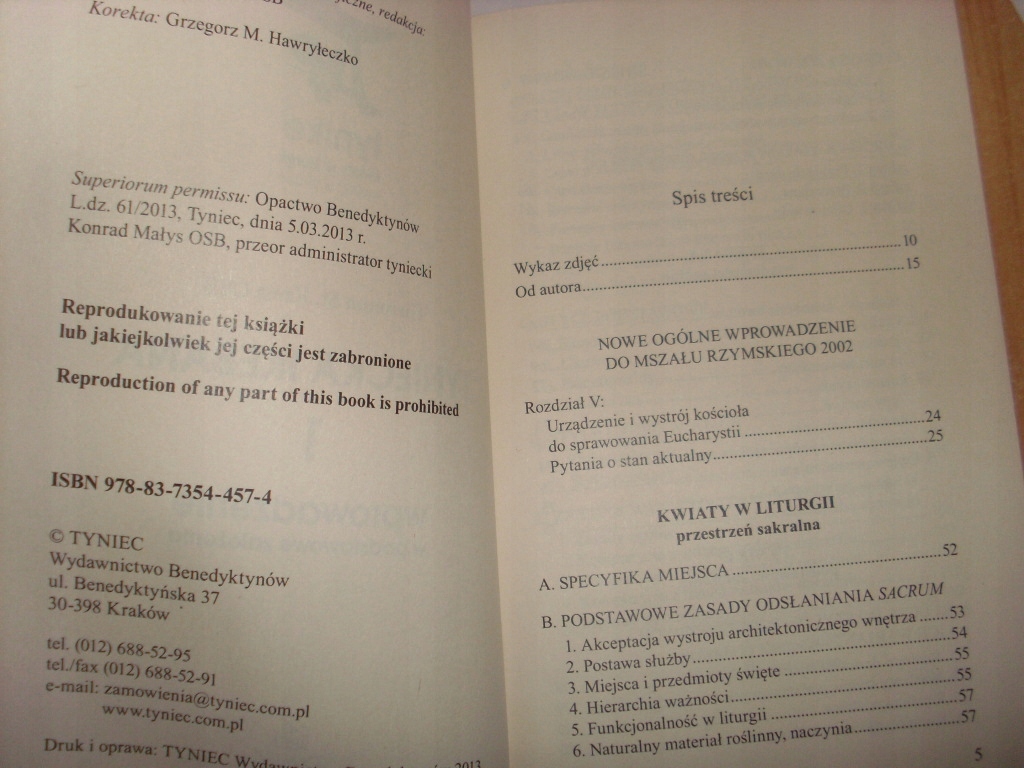 redakcja:
Korekta: Grzegorz M. Hawryłeczko
Superiorum permissu: Opactwo Benedyktynów
L.dz. 61/2013, Tyniec, dnia 5.03.2013 r.
Konrad Małys OSB, przeor administrator tyniecki
Reprodukowanie tej książki
lub jakiejkolwiek jej części jest zabronione
Reproduction of any part of this book is prohibited
ISBN 978-83-7354-457-4
© TYNIEC
Wydawnictwo Benedyktynów
ul. Benedyktyńska 37
30-398 Kraków
tel. (012) 688-52-95
tel./fax (012) 688-52-91
e-mail: zamowienia@tyniec.com.pl
www.tyniec.com.pl
Druk i oprawa: TYNIEC
Spis treści
Wykaz zdjęć..........10
Od autora..........15
NOWE OGÓLNE WPROWADZENIE
DO MSZAŁU RZYMSKIEGO 2002
Rozdział V:
Urządzenie i wystrój kościoła
do sprawowania Eucharystii ..........24
Pytania o stan aktualny..........25
KWIATY W LITURGII
przestrzeń sakralna
A. SPECYFIKA MIEJSCA ..........52
B. PODSTAWOWE ZASADY ODSŁANIANIA SACRUM
1. Akceptacja wystroju architektonicznego wnętrza ......53
2. Postawa służby..........54
3. Miejsca i przedmioty święte ..........55
4. Hierarchia ważności..........55
5. Funkcjonalność w liturgii ..........57
6. Naturalny materiał roślinny, naczynia..........57
5